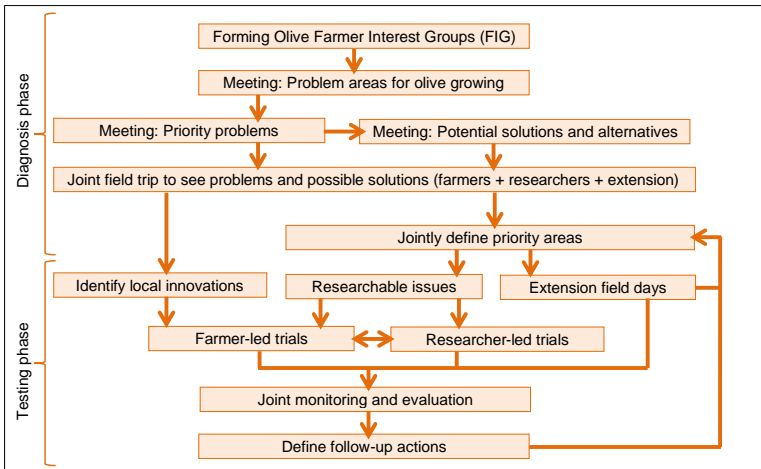 Diagnosis phase
Forming Olive Farmer Interest Groups (FIG)
Meeting: Problem areas for olive growing
Meeting: Priority problems
Meeting: Potential solutions and alternatives
Joint field trip to see problems and possible solutions (farmers + researchers + extension)
Jointly define priority areas
Testing phase
Identify local innovations
Researchable issues
Extension field days
Farmer-led trials
Researcher-led trials
Joint monitoring and evaluation
Define follow-up actions